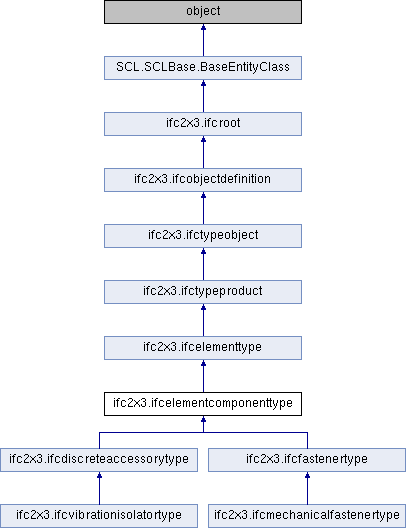 object
SCL.SCLBase.BaseEntityClass
ifc2x3.ifcroot
ifc2x3.ifcobjectdefinition
ifc2x3.ifctypeobject
ifc2x3.ifctypeproduct
ifc2x3.ifcelementtype
ifc2x3.ifcelementcomponenttype
ifc2x3.ifcdiscreteaccessorytype
ifc2x3.ifcfastenertype
ifc2x3.ifcvibrationisolatortype
ifc2x3.ifcmechanicalfastenertype